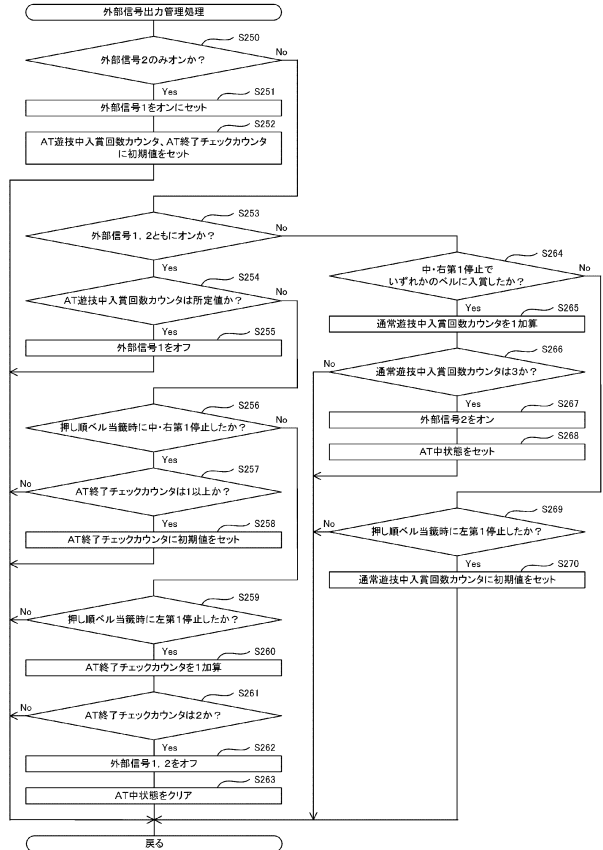 外部信号出力管理処理
S250
外部信号2のみオンか?
No
Yes
S251
外部信号1をオンにセット
S252
AT遊技中入賞回数カウンタ、AT終了チェックカウンタ
に初期値をセット
S253
外部信号1，2ともにオンか?
No
Yes
S254
AT遊技中入賞回数カウンタは所定値か?
No
Yes
S255
外部信号1をオフ
S256
押し順ベル当籤時に中・右第1停止したか?
No
Yes
S257
AT終了チェックカウンタは1以上か?
No
Yes
S258
AT終了チェックカウンタに初期値をセット
S259
押し順ベル当籤時に左第1停止したか?
No
Yes
S260
AT終了チェックカウンタを1加算
S261
AT終了チェックカウンタは2か?
No
Yes
S262
外部信号1，2をオフ
S263
AT中状態をクリア
S264
中・右第1停止で
いずれかのベルに入賞したか?
No
Yes
S265
通常遊技中入賞回数カウンタを1加算
S266
通常遊技中入賞回数カウンタは3か?
No
Yes
S267
外部信号2をオン
S268
AT中状態をセット
S269
押し順ベル当籤時に左第1停止したか?
No
Yes
S270
通常遊技中入賞回数カウンタに初期値をセット
戻る